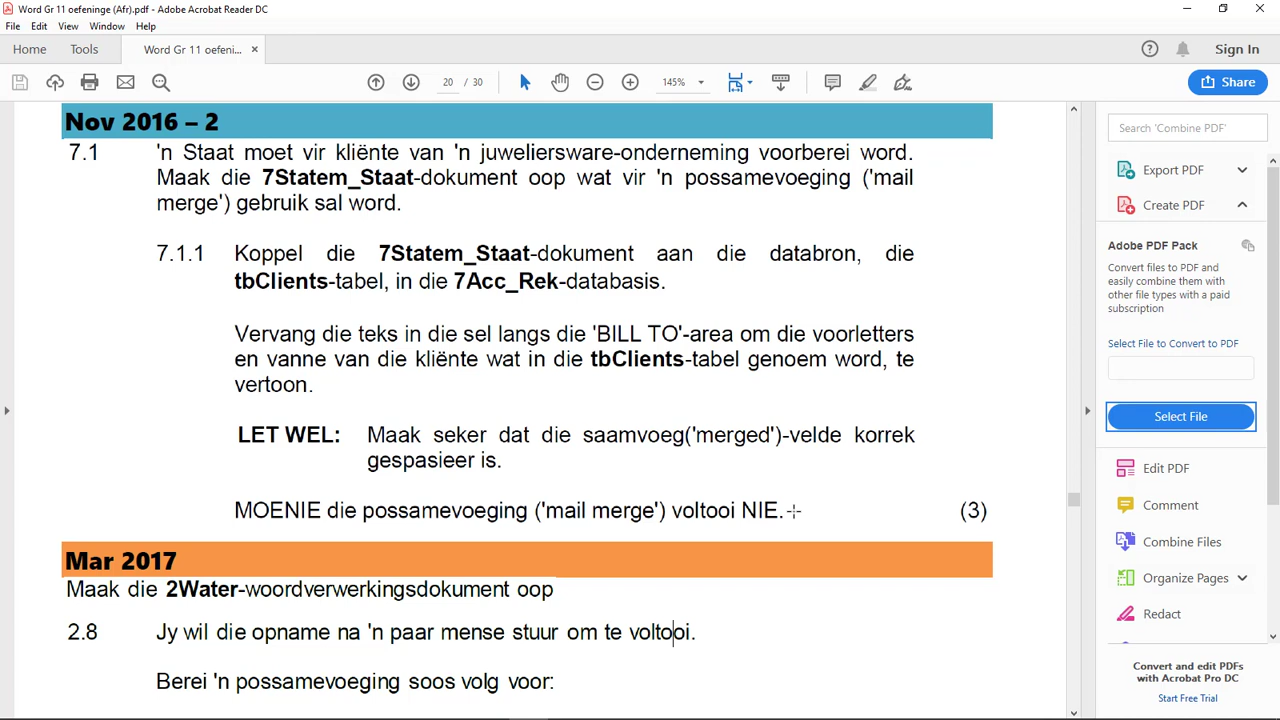 Word Gr 11 oefeninge (Afr).pdf - Adobe Acrobat Reader DC
File Edit View Window Help
Home Tools Word Gr 11 oefeni... × Sign In
20 / 30 145% Share
Nov 2016 – 2
7.1 'n Staat moet vir kliënte van 'n juweliersware-onderneming voorberei word.
Maak die 7Statem_Staat-dokument oop wat vir 'n possamevoeging ('mail
merge') gebruik sal word.
7.1.1 Koppel die 7Statem_Staat-dokument aan die databron, die
tbClients-tabel, in die 7Acc_Rek-databasis.
Vervang die teks in die sel langs die 'BILL TO'-area om die voorletters
en vanne van die kliënte wat in die tbClients-tabel genoem word, te
vertoon.
LET WEL: Maak seker dat die saamvoeg('merged')-velde korrek
gespasieer is.
MOENIE die possamevoeging ('mail merge') voltooi NIE. (3)
Mar 2017
Maak die 2Water-woordverwerkingsdokument oop
2.8 Jy wil die opname na 'n paar mense stuur om te voltooi.
Berei 'n possamevoeging soos volg voor:
Search 'Combine PDF'
Export PDF
Create PDF
Adobe PDF Pack
Convert files to PDF and
easily combine them with
other file types with a paid
subscription
Select File to Convert to PDF
Select File
Edit PDF
Comment
Combine Files
Organize Pages
Redact
Convert and edit PDFs
with Acrobat Pro DC
Start Free Trial